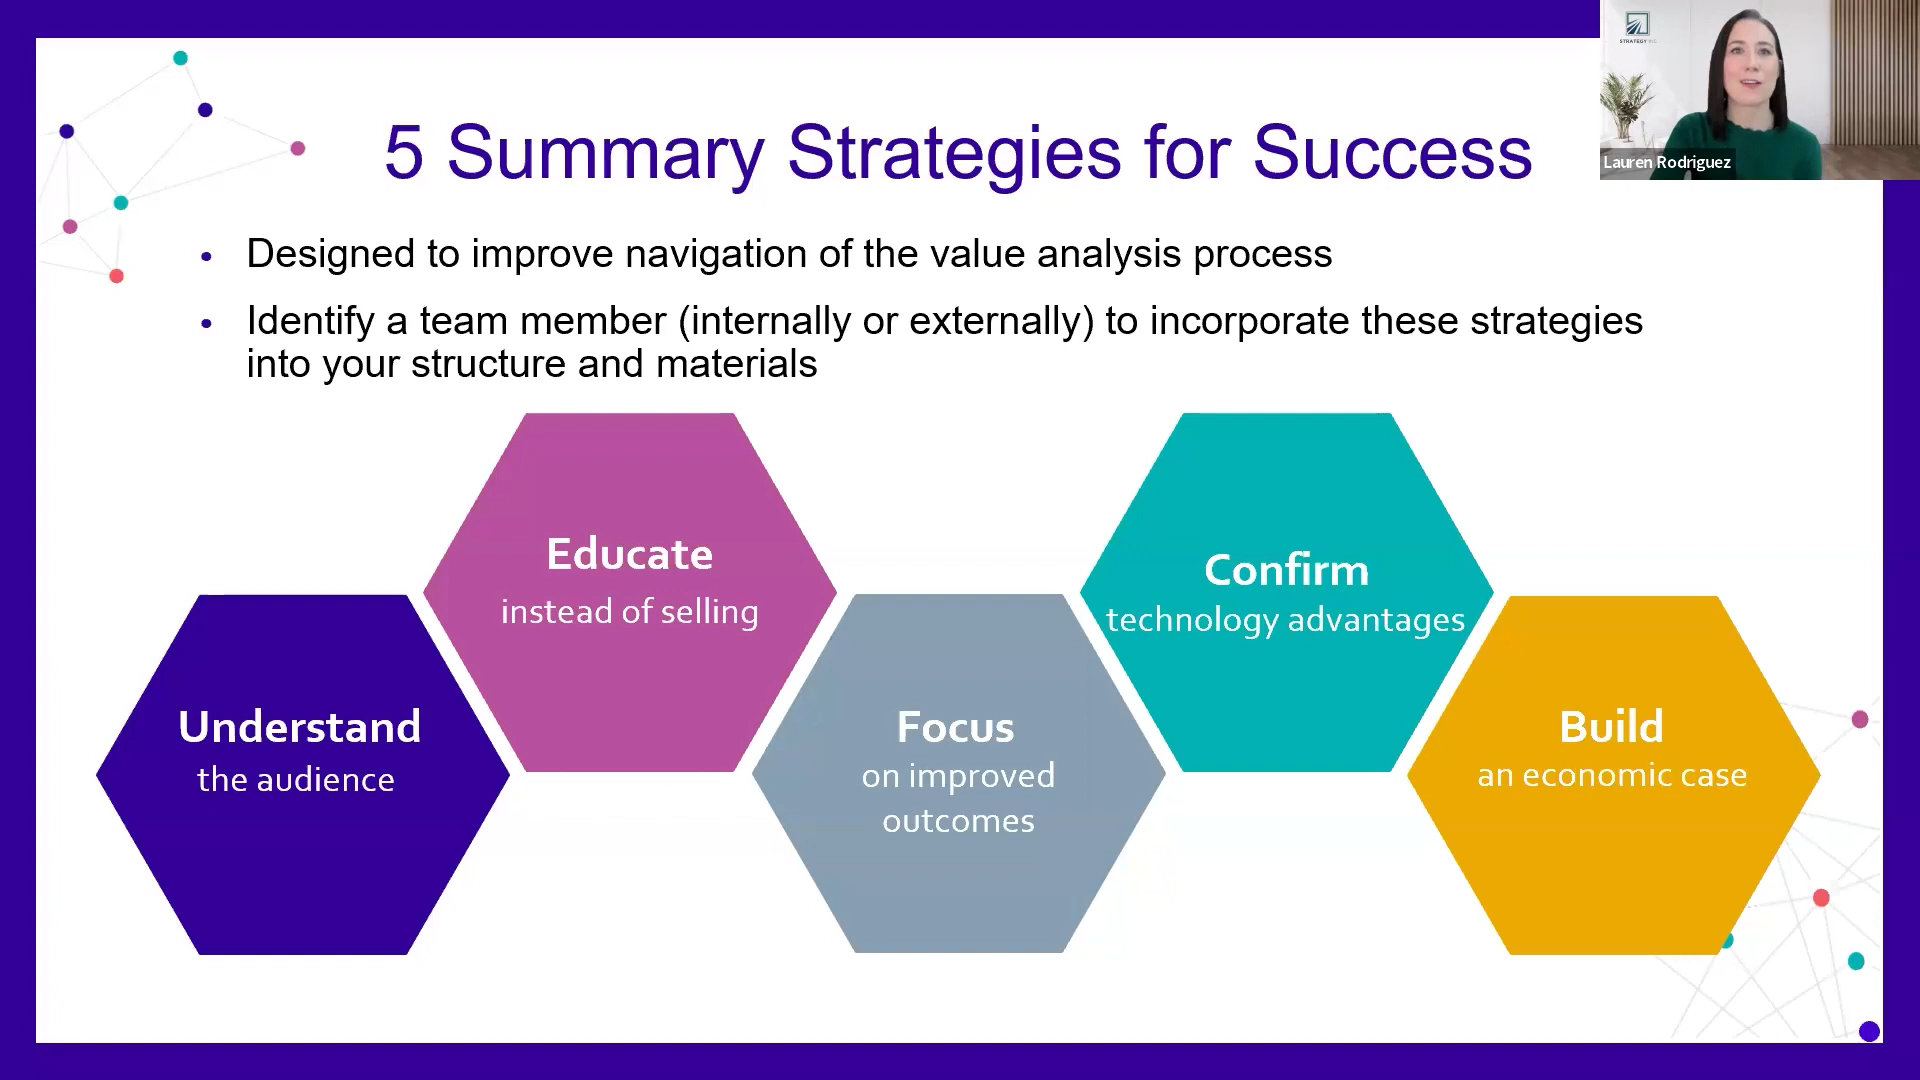 STRATEGY INC
Lauren Rodriguez
5 Summary Strategies for Success
• Designed to improve navigation of the value analysis process
• Identify a team member (internally or externally) to incorporate these strategies
into your structure and materials
Understand
the audience
Educate
instead of selling
Focus
on improved
outcomes
Confirm
technology advantages
Build
an economic case